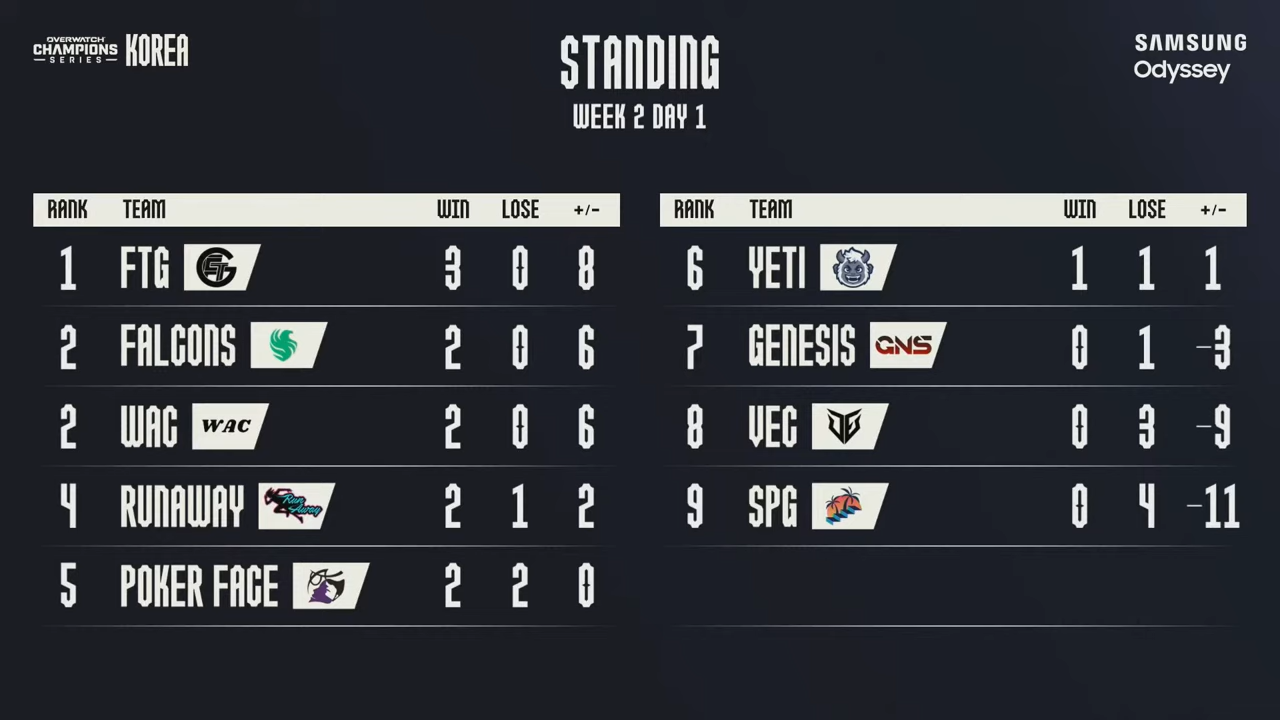 OVERWATCH
CHAMPIONS
SERIES
KOREA
STANDING
WEEK 2 DAY 1
SAMSUNG
Odyssey
RANK TEAM WIN LOSE +/-
1 FTG 3 0 8
2 FALCONS 2 0 6
2 WAC WAC 2 0 6
4 RUNAWAY Run Away 2 1 2
5 POKER FACE 2 2 0
RANK TEAM WIN LOSE +/-
6 YETI 1 1 1
7 GENESIS GNS 0 1 -3
8 VEC 0 3 -9
9 SPG 0 4 -11